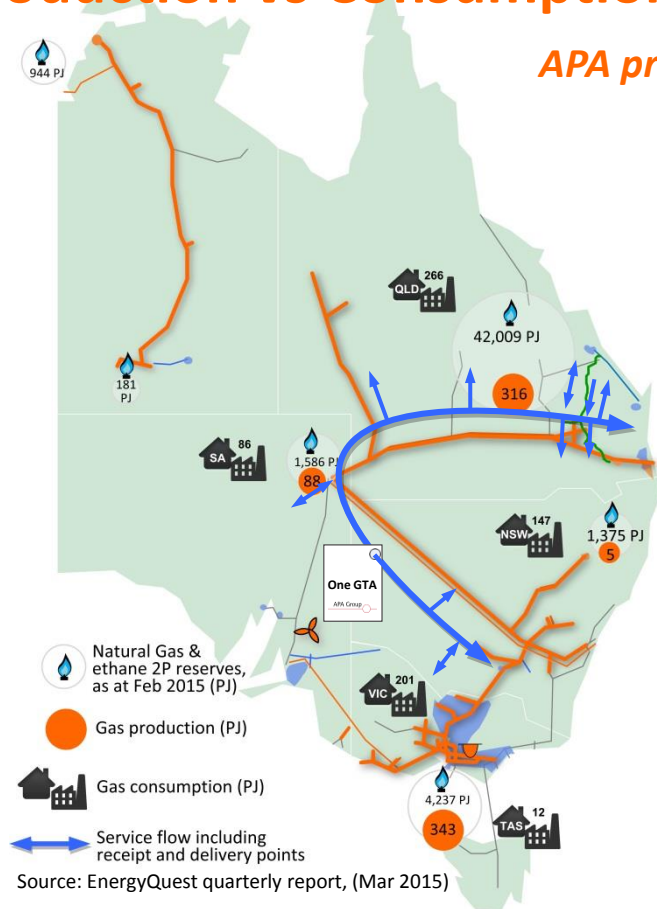 APA
944 PJ
266
QLD
42,009 PJ
316
181
PJ
86
SA
1,586 PJ
88
147
NSW
1,375 PJ
5
One GTA
APA Group
201
VIC
Natural Gas &
ethane 2P reserves,
as at Feb 2015 (PJ)
Gas production (PJ)
Gas consumption (PJ)
4,237 PJ
343
12
TAS
Service flow including
receipt and delivery points
Source: EnergyQuest quarterly report, (Mar 2015)